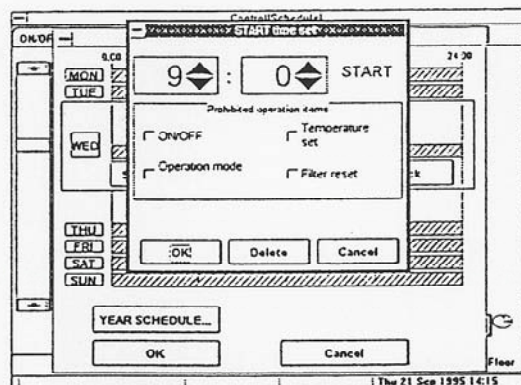 Control[Schedule]
START time set
ON/OF
0.00
24 00
9 : 0 START
MON
TUE
Prohibited operation items
ON/OFF
Temperature
set
WED
Operation mode
Filter reset
THU
FRI
SAT
SUN
OK
Delete
Cancel
YEAR SCHEDULE...
OK
Cancel
Floor
Thu 21 Sep 1995 14:15